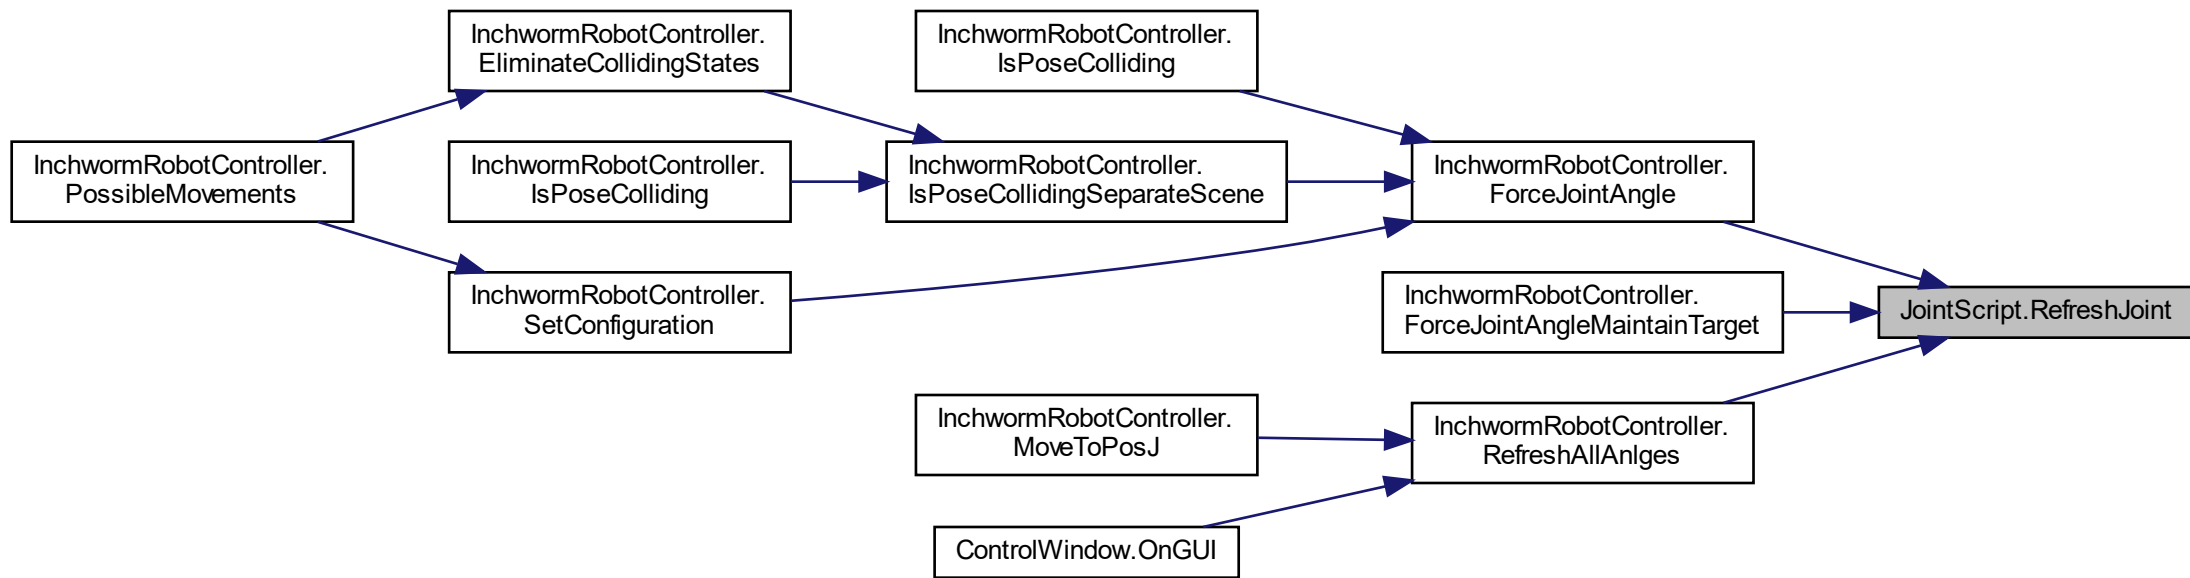 InchwormRobotController.
EliminateCollidingStates
InchwormRobotController.
IsPoseColliding
InchwormRobotController.
PossibleMovements
InchwormRobotController.
IsPoseColliding
InchwormRobotController.
IsPoseCollidingSeparateScene
InchwormRobotController.
ForceJointAngle
InchwormRobotController.
SetConfiguration
InchwormRobotController.
ForceJointAngleMaintainTarget
JointScript.RefreshJoint
InchwormRobotController.
MoveToPosJ
InchwormRobotController.
RefreshAllAnlges
ControlWindow.OnGUI